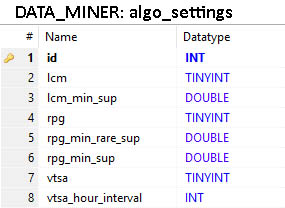 DATA_MINER: algo_settings
# Name Datatype
1 id INT
2 lcm TINYINT
3 lcm_min_sup DOUBLE
4 rpg TINYINT
5 rpg_min_rare_sup DOUBLE
6 rpg_min_sup DOUBLE
7 vtsa TINYINT
8 vtsa_hour_interval INT